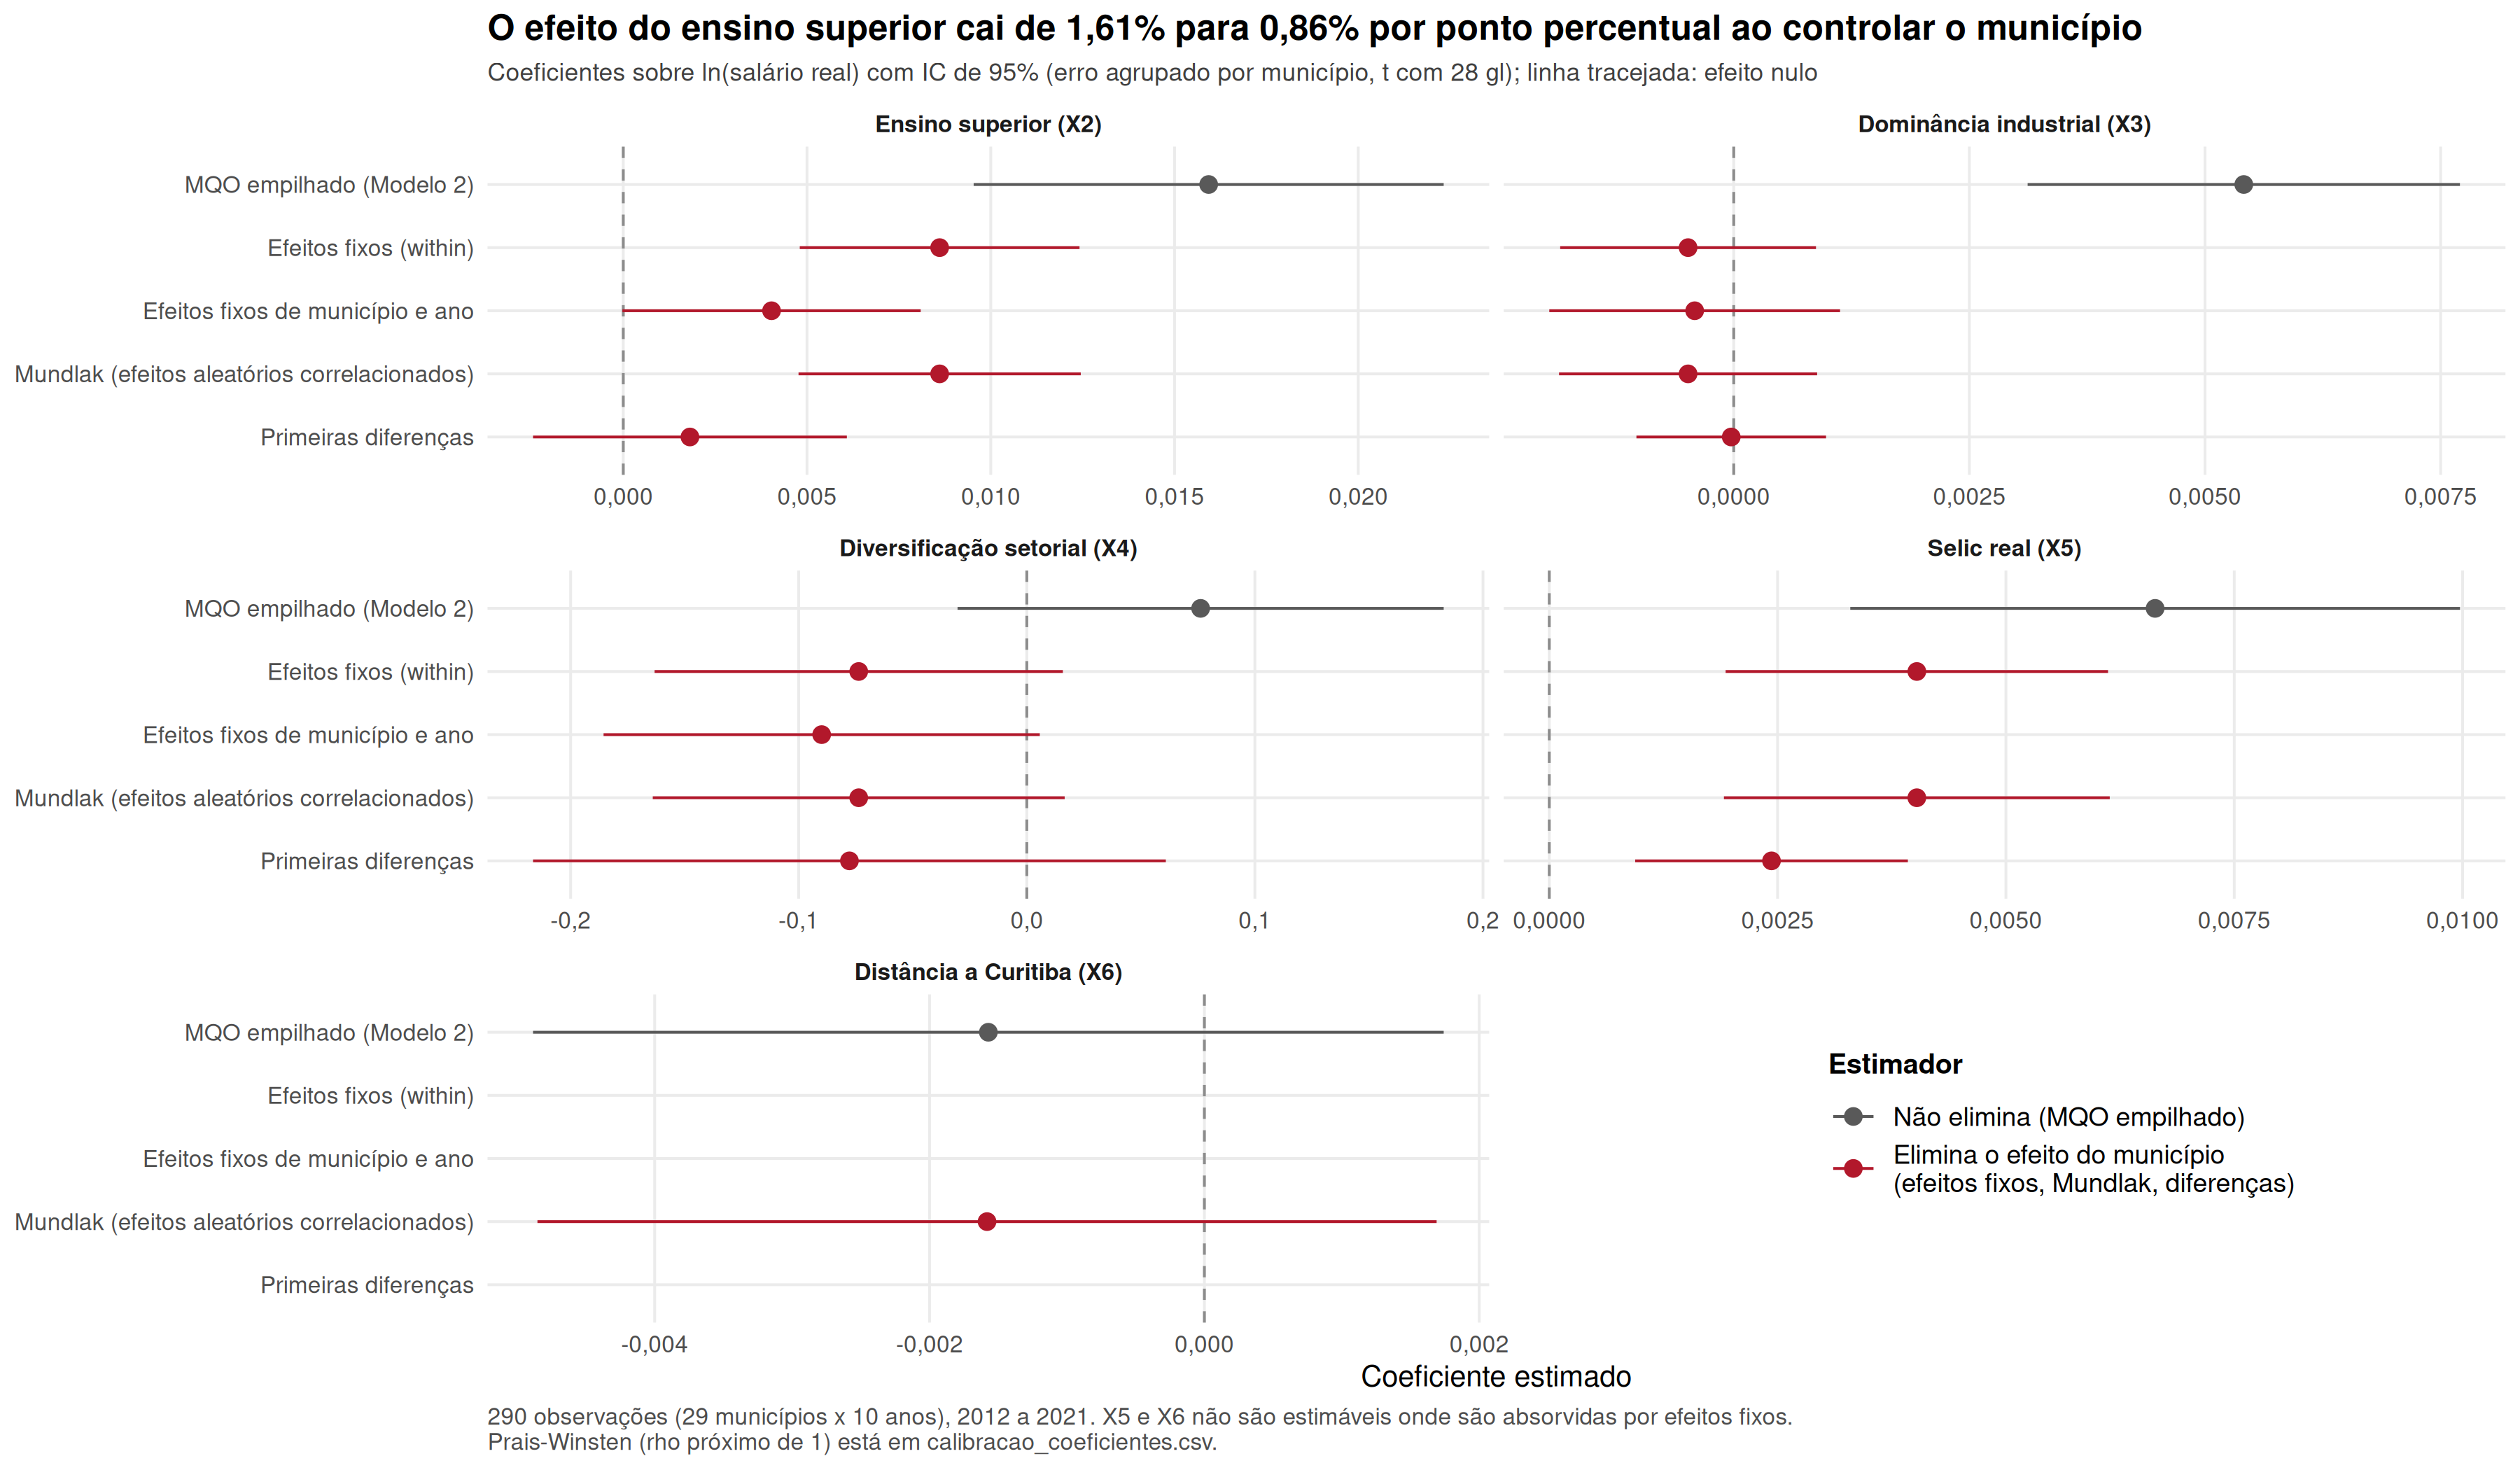 O efeito do ensino superior cai de 1,61% para 0,86% por ponto percentual ao controlar o município
Coeficientes sobre ln(salário real) com IC de 95% (erro agrupado por município, t com 28 gl); linha tracejada: efeito nulo
Ensino superior (X2)
Dominância industrial (X3)
MQO empilhado (Modelo 2)
Efeitos fixos (within)
Efeitos fixos de município e ano
Mundlak (efeitos aleatórios correlacionados)
Primeiras diferenças
0,000 0,005 0,010 0,015 0,020
0,0000 0,0025 0,0050 0,0075
Diversificação setorial (X4)
Selic real (X5)
MQO empilhado (Modelo 2)
Efeitos fixos (within)
Efeitos fixos de município e ano
Mundlak (efeitos aleatórios correlacionados)
Primeiras diferenças
-0,2 -0,1 0,0 0,1 0,2
0,0000 0,0025 0,0050 0,0075 0,0100
Distância a Curitiba (X6)
MQO empilhado (Modelo 2)
Efeitos fixos (within)
Efeitos fixos de município e ano
Mundlak (efeitos aleatórios correlacionados)
Primeiras diferenças
-0,004 -0,002 0,000 0,002
Estimador
Não elimina (MQO empilhado)
Elimina o efeito do município
(efeitos fixos, Mundlak, diferenças)
Coeficiente estimado
290 observações (29 municípios x 10 anos), 2012 a 2021. X5 e X6 não são estimáveis onde são absorvidas por efeitos fixos.
Prais-Winsten (rho próximo de 1) está em calibracao_coeficientes.csv.